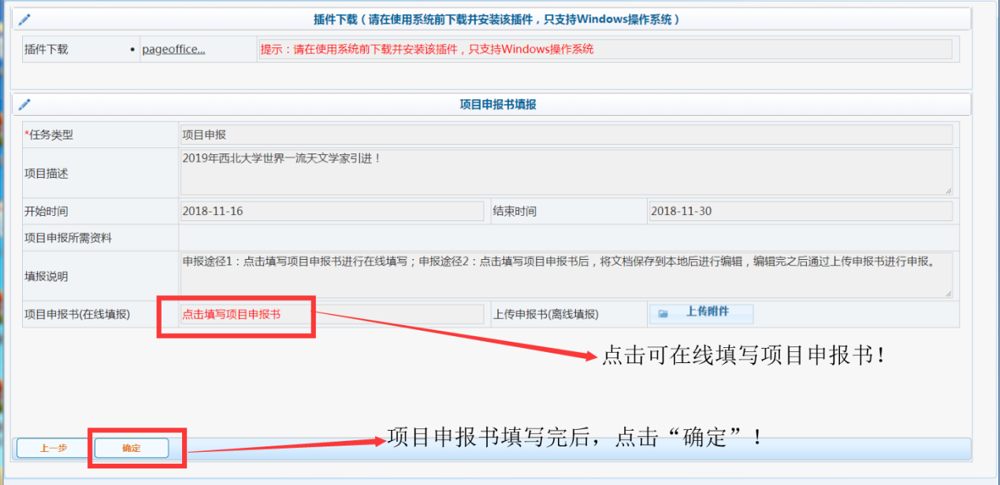 插件下载（请在使用系统前下载并安装该插件，只支持Windows操作系统）
插件下载 • pageoffice... 提示：请在使用系统前下载并安装该插件，只支持Windows操作系统
项目申报书填报
*任务类型 项目申报
项目描述 2019年西北大学世界一流天文学家引进！
开始时间 2018-11-16 结束时间 2018-11-30
项目申报所需资料
填报说明 申报途径1：点击填写项目申报书进行在线填写；申报途径2：点击填写项目申报书后，将文档保存到本地后进行编辑，编辑完之后通过上传申报书进行申报。
项目申报书(在线填报) 点击填写项目申报书 上传申报书(离线填报) 上传附件
点击可在线填写项目申报书！
项目申报书填写完后，点击“确定”！
上一步 确定